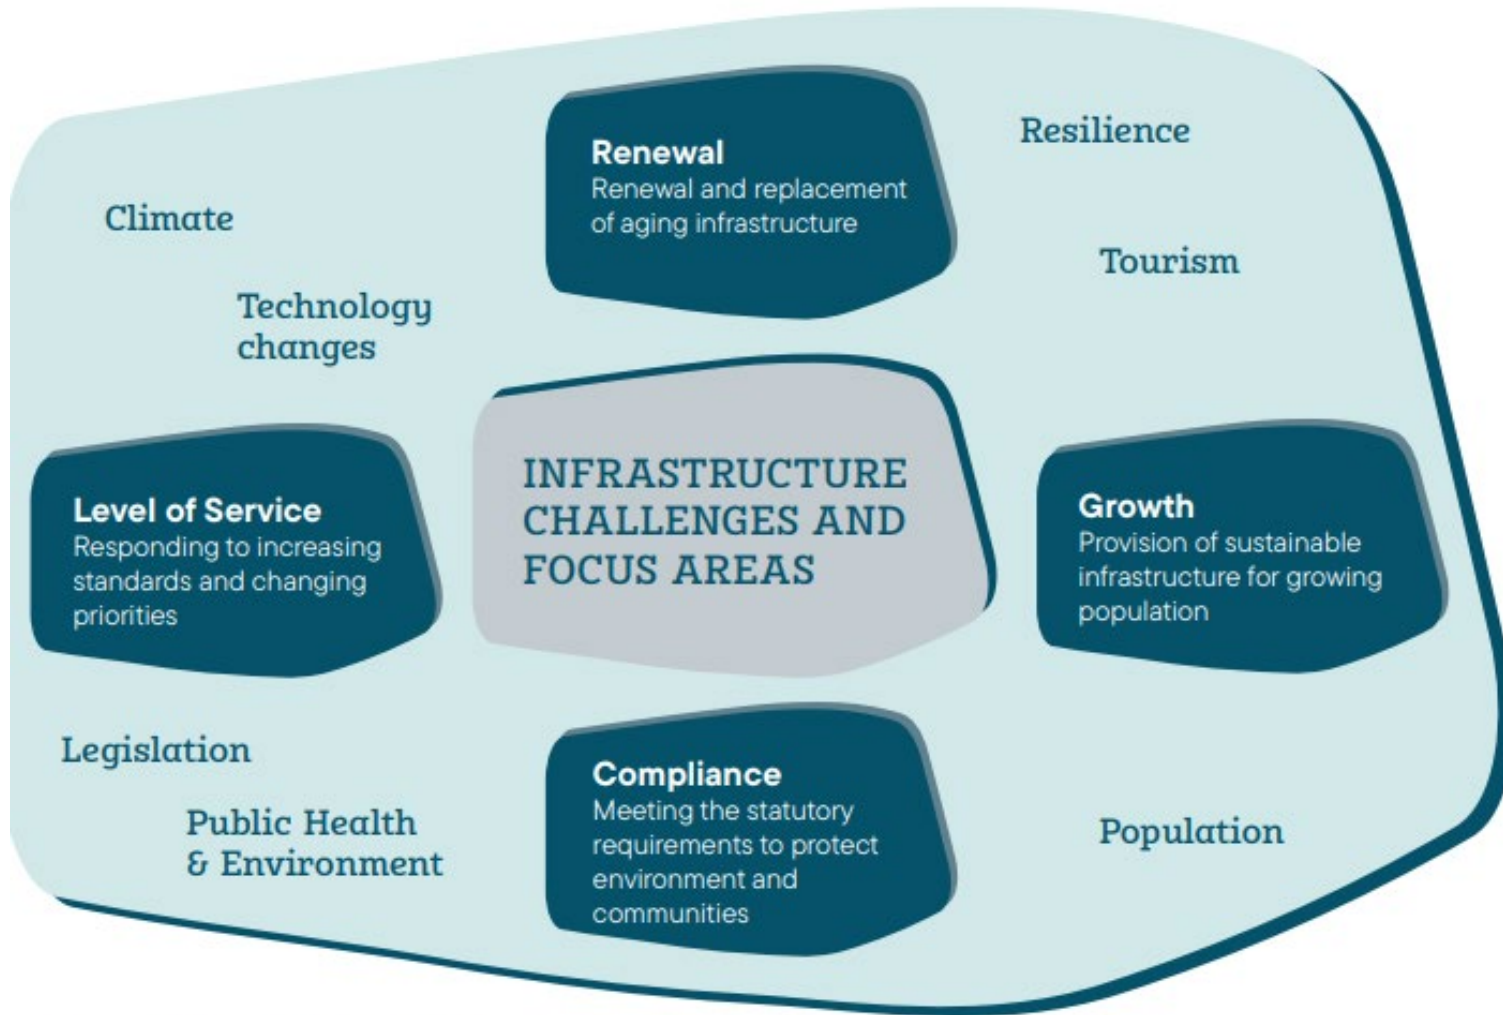 Renewal
Renewal and replacement
of aging infrastructure
Resilience
Climate
Tourism
Technology
changes
INFRASTRUCTURE
CHALLENGES AND
FOCUS AREAS
Level of Service
Responding to increasing
standards and changing
priorities
Growth
Provision of sustainable
infrastructure for growing
population
Legislation
Public Health
& Environment
Compliance
Meeting the statutory
requirements to protect
environment and
communities
Population